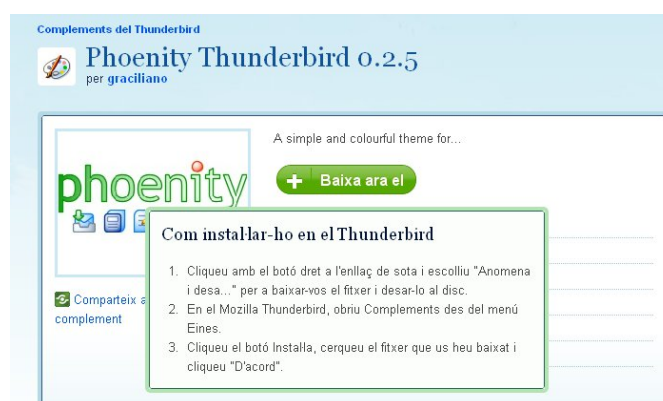 Complements del Thunderbird
Phoenity Thunderbird 0.2.5
per graciliano
A simple and colourful theme for...
phoenity
Baixa ara el
Com instal·lar-ho en el Thunderbird
1. Cliqueu amb el botó dret a l'enllaç de sota i escolliu "Anomena
i desa..." per a baixar-vos el fitxer i desar-lo al disc.
2. En el Mozilla Thunderbird, obriu Complements des del menú
Eines.
3. Cliqueu el botó Instal·la, cerqueu el fitxer que us heu baixat i
cliqueu "D'acord".
Comparteix a
complement